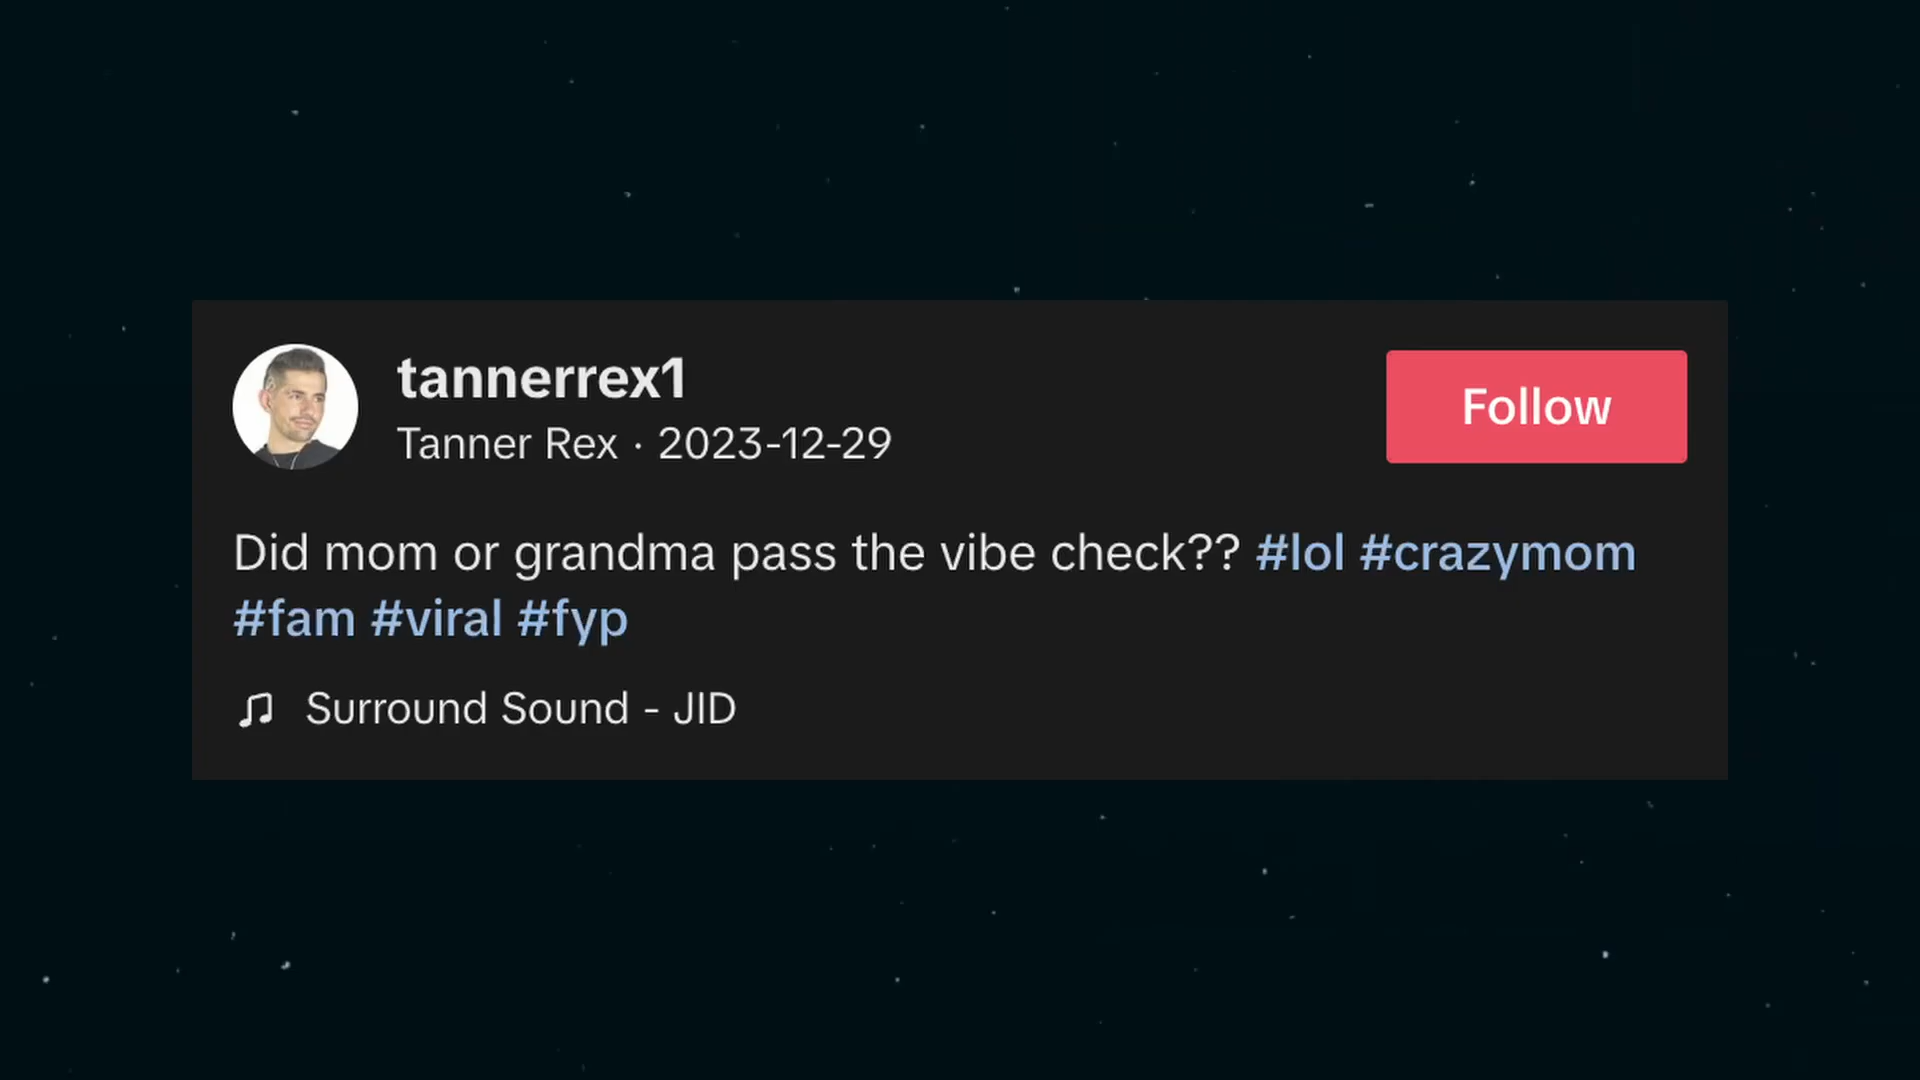 tannerrex1
Tanner Rex · 2023-12-29
Follow
Did mom or grandma pass the vibe check?? #lol #crazymom
#fam #viral #fyp
Surround Sound - JID